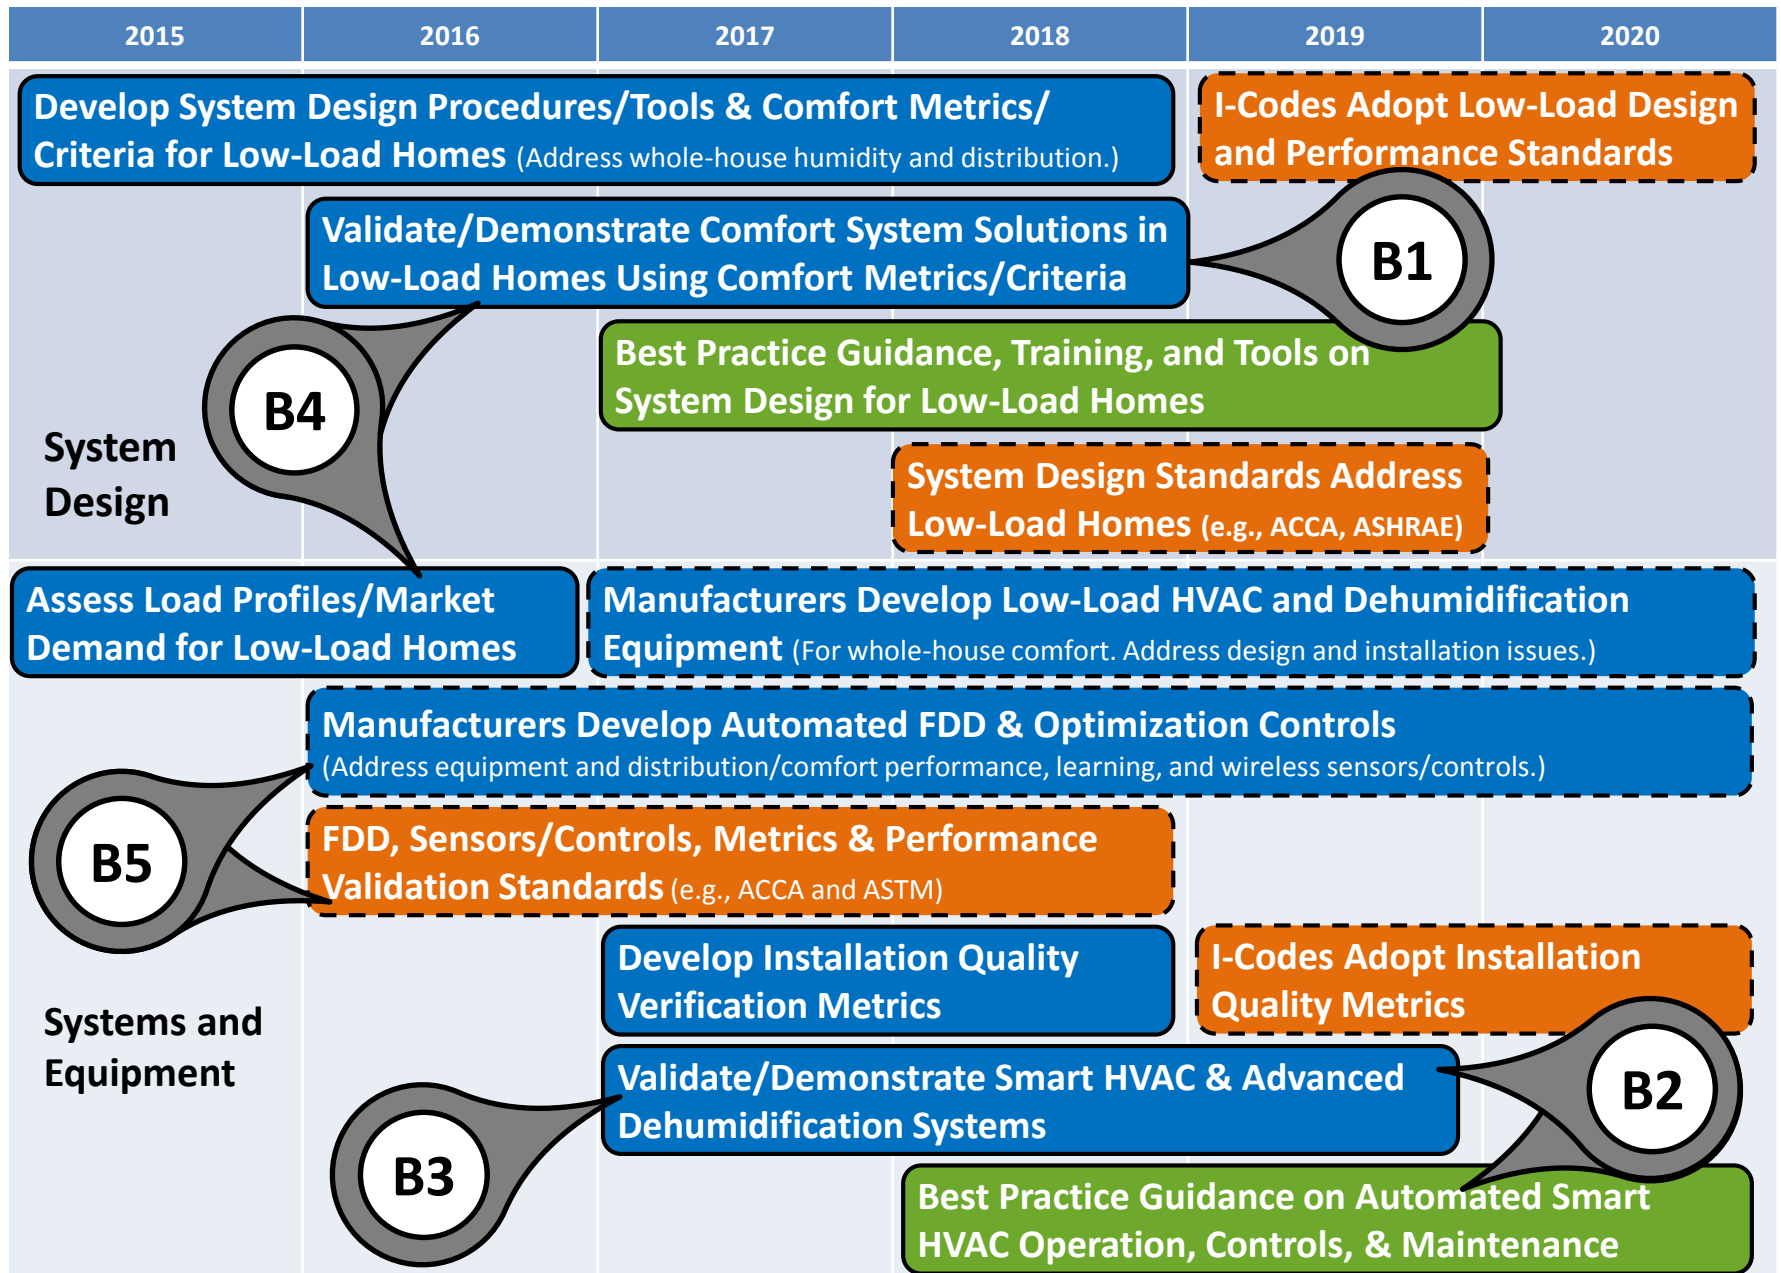 2015 2016 2017 2018 2019 2020
Develop System Design Procedures/Tools & Comfort Metrics/
Criteria for Low-Load Homes (Address whole-house humidity and distribution.)
I-Codes Adopt Low-Load Design
and Performance Standards
Validate/Demonstrate Comfort System Solutions in
Low-Load Homes Using Comfort Metrics/Criteria
B1
Best Practice Guidance, Training, and Tools on
System Design for Low-Load Homes
B4
System
Design
System Design Standards Address
Low-Load Homes (e.g., ACCA, ASHRAE)
Assess Load Profiles/Market
Demand for Low-Load Homes
Manufacturers Develop Low-Load HVAC and Dehumidification
Equipment (For whole-house comfort. Address design and installation issues.)
Manufacturers Develop Automated FDD & Optimization Controls
(Address equipment and distribution/comfort performance, learning, and wireless sensors/controls.)
B5
FDD, Sensors/Controls, Metrics & Performance
Validation Standards (e.g., ACCA and ASTM)
Develop Installation Quality
Verification Metrics
I-Codes Adopt Installation
Quality Metrics
Systems and
Equipment
Validate/Demonstrate Smart HVAC & Advanced
Dehumidification Systems
B2
B3
Best Practice Guidance on Automated Smart
HVAC Operation, Controls, & Maintenance